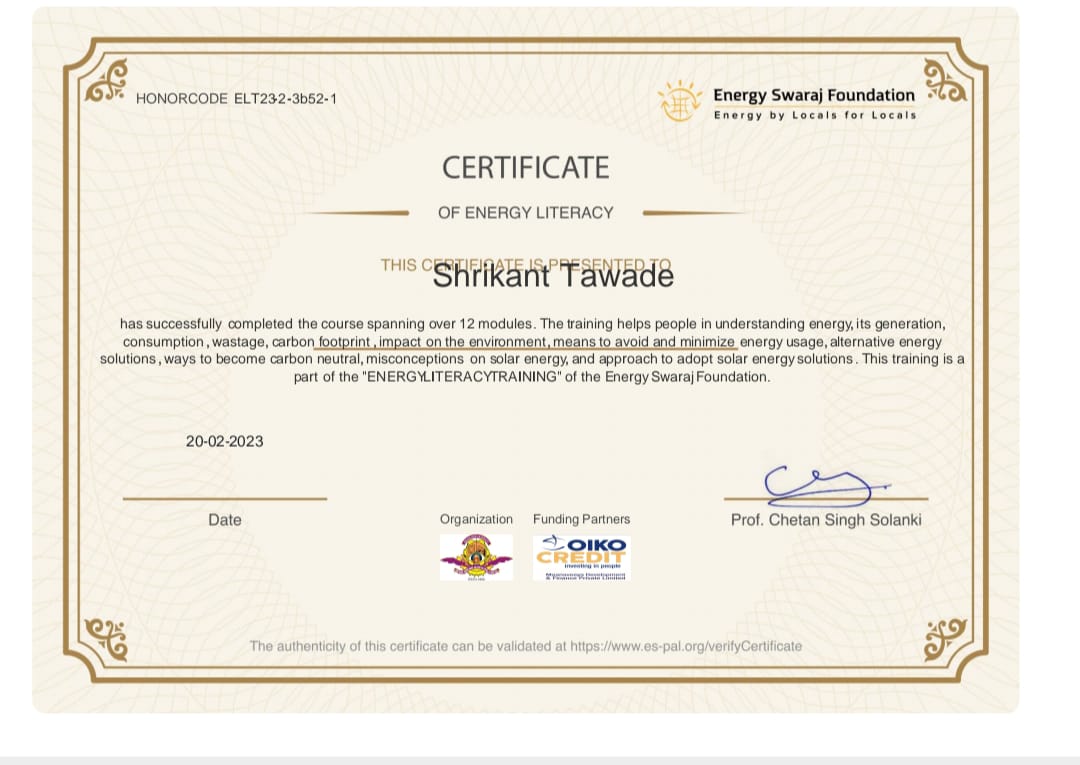 HONORCODE ELT232-3b52-1
Energy Swaraj Foundation
Energy by Locals for Locals
CERTIFICATE
OF ENERGY LITERACY
THIS CERTIFICATE IS PRESENTED TO
Shrikant Tawade
has successfully completed the course spanning over 12 modules. The training helps people in understanding energy, its generation,
consumption, wastage, carbon footprint, impact on the environment, means to avoid and minimize energy usage, alternative energy
solutions, ways to become carbon neutral, misconceptions on solar energy, and approach to adopt solar energy solutions. This training is a
part of the "ENERGYLITERACYTRAINING" of the Energy Swaraj Foundation.
20-02-2023
Date
Organization
Funding Partners
OIKO
CREDIT
investing in people
Maanaveeya Development
& Finance Private Limited
Prof. Chetan Singh Solanki
The authenticity of this certificate can be validated at https://www.es-pal.org/verifyCertificate